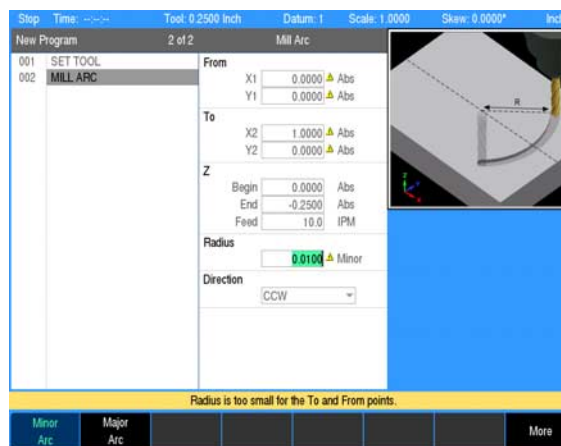 Stop Time: --:--:-- Tool: 0.2500 Inch Datum: 1 Scale: 1.0000 Skew: 0.0000° Inc
New Program 2 of 2 Mill Arc
001 SET TOOL
002 MILL ARC
From
X1 0.0000 Abs
Y1 0.0000 Abs
To
X2 1.0000 Abs
Y2 0.0000 Abs
Z
Begin 0.0000 Abs
End -0.2500 Abs
Feed 10.0 IPM
Radius
0.0100 Minor
Direction
CCW
R
Radius is too small for the To and From points.
Minor Arc
Major Arc
More